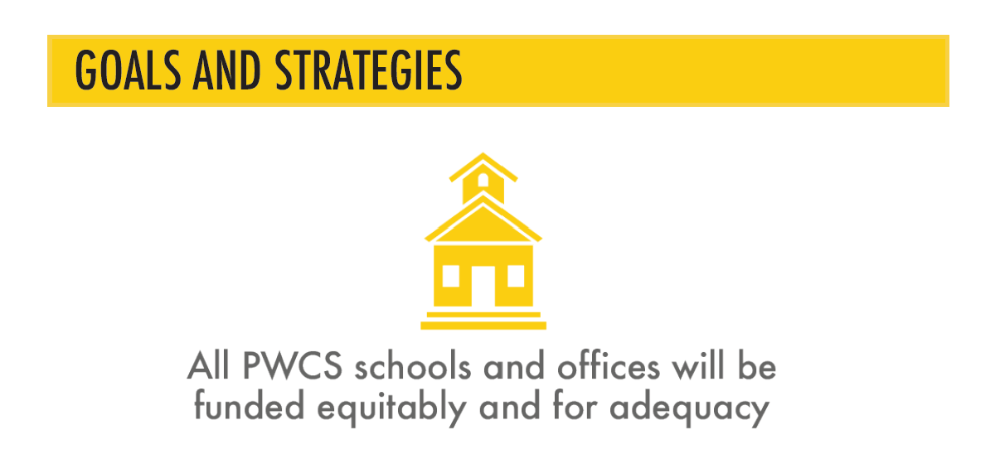 GOALS AND STRATEGIES
All PWCS schools and offices will be
funded equitably and for adequacy